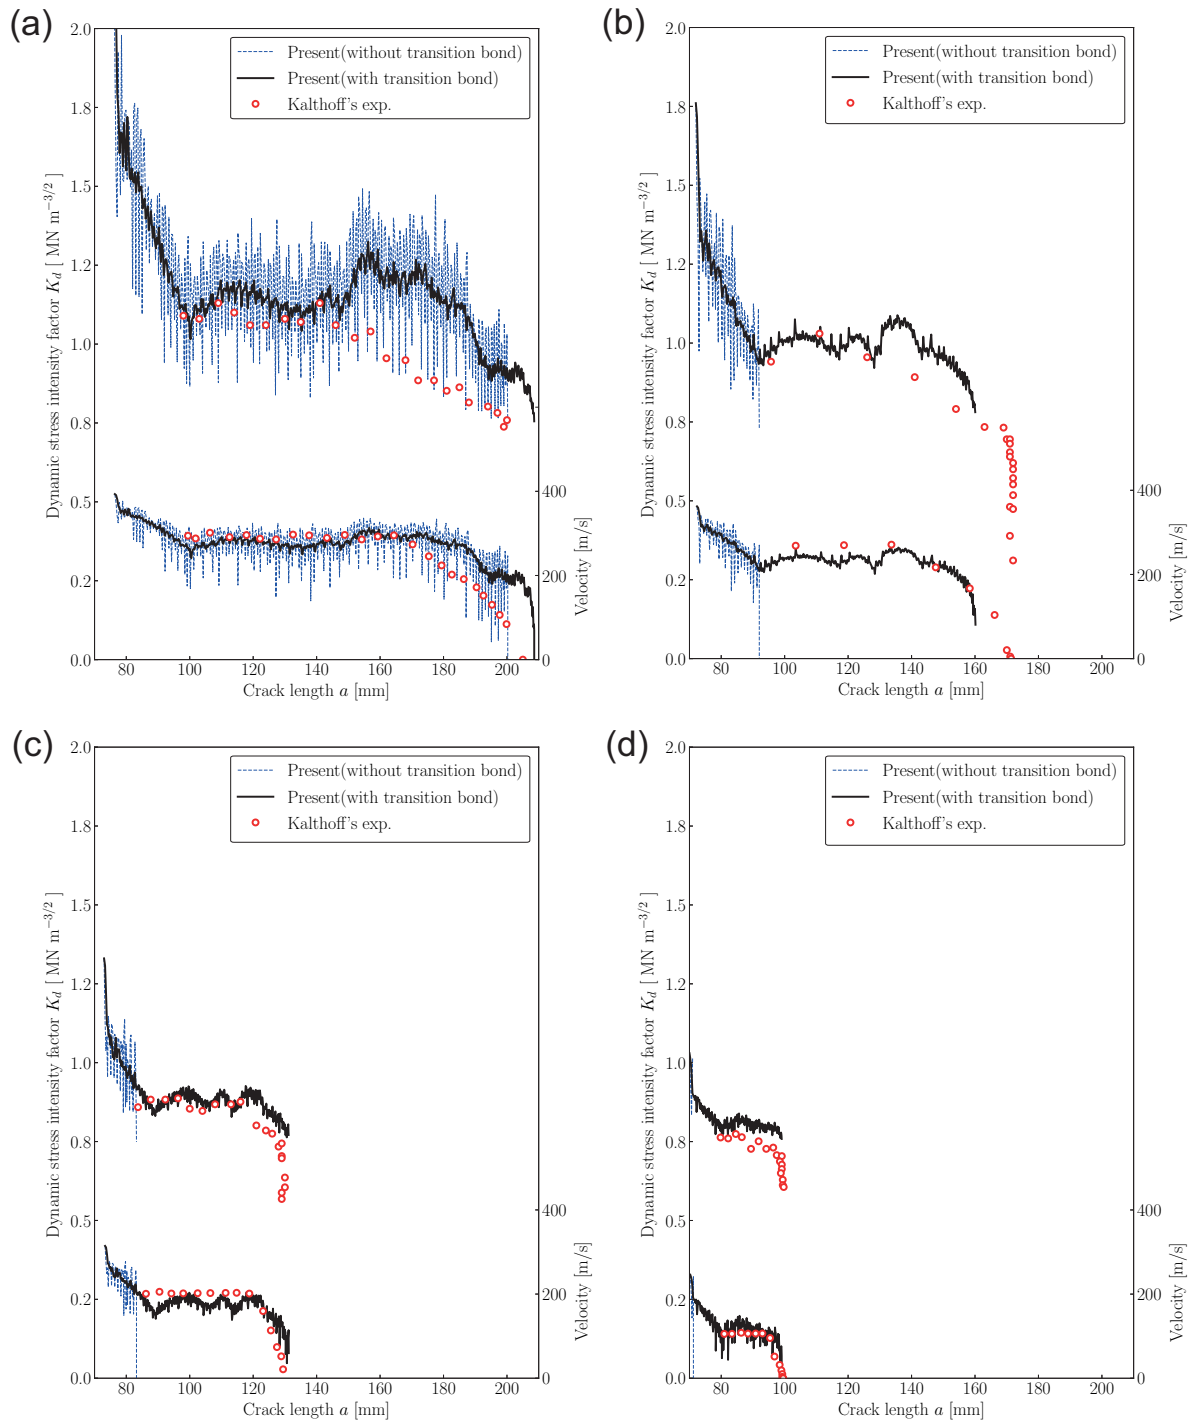 (a)
2.0
1.8
1.5
1.2
1.0
0.8
0.5
0.2
0.0
Dynamic stress intensity factor K_d [ MN m^{−3/2} ]
Present(without transition bond)
Present(with transition bond)
Kalthoff's exp.
400
200
0
Velocity [m/s]
80 100 120 140 160 180 200
Crack length a [mm]
(b)
2.0
1.8
1.5
1.2
1.0
0.8
0.5
0.2
0.0
Dynamic stress intensity factor K_d [ MN m^{−3/2} ]
Present(without transition bond)
Present(with transition bond)
Kalthoff's exp.
400
200
0
Velocity [m/s]
80 100 120 140 160 180 200
Crack length a [mm]
(c)
2.0
1.8
1.5
1.2
1.0
0.8
0.5
0.2
0.0
Dynamic stress intensity factor K_d [ MN m^{−3/2} ]
Present(without transition bond)
Present(with transition bond)
Kalthoff's exp.
400
200
0
Velocity [m/s]
80 100 120 140 160 180 200
Crack length a [mm]
(d)
2.0
1.8
1.5
1.2
1.0
0.8
0.5
0.2
0.0
Dynamic stress intensity factor K_d [ MN m^{−3/2} ]
Present(without transition bond)
Present(with transition bond)
Kalthoff's exp.
400
200
0
Velocity [m/s]
80 100 120 140 160 180 200
Crack length a [mm]